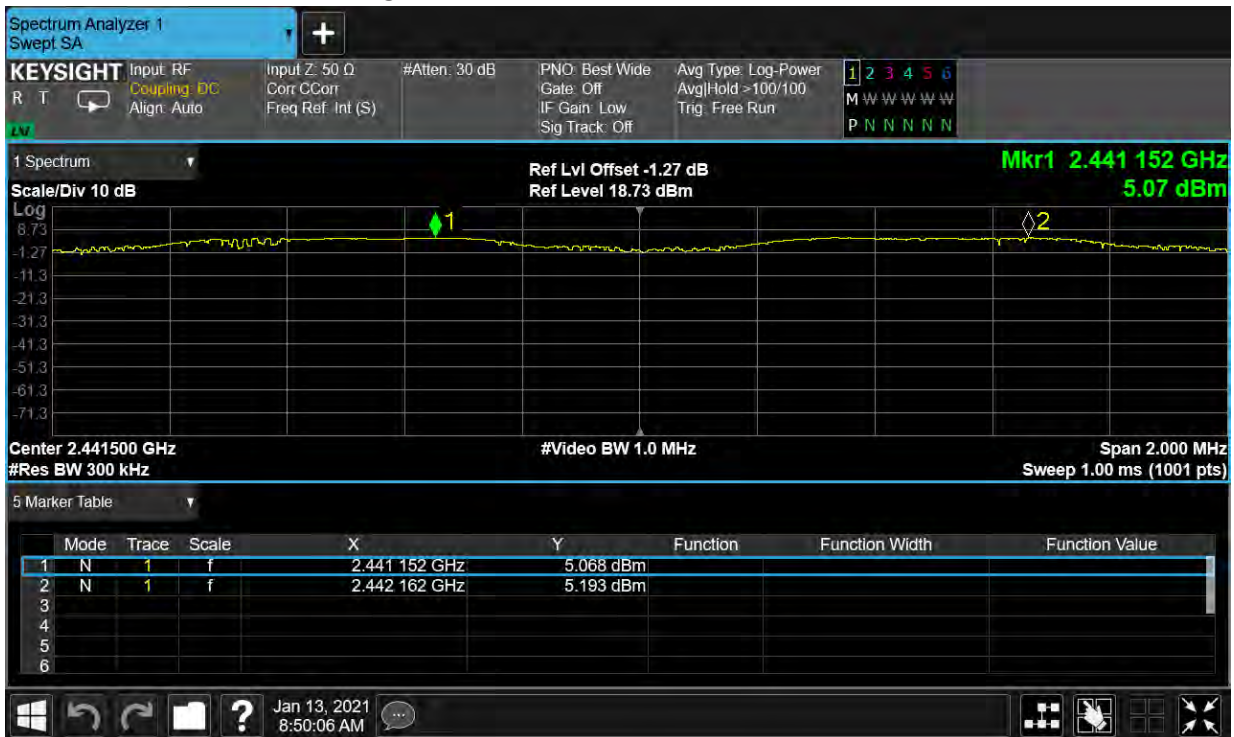 Spectrum Analyzer 1
Swept SA
+
KEYSIGHT Input: RF Input Z: 50 Ω #Atten: 30 dB PNO: Best Wide Avg Type: Log-Power 1 2 3 4 5 6
R T Coupling: DC Corr CCorr Gate: Off Avg|Hold >100/100 M W W W W W W
Align: Auto Freq Ref: Int (S) IF Gain: Low Trig: Free Run
LXI Sig Track: Off P N N N N N N
1 Spectrum Ref Lvl Offset -1.27 dB Mkr1 2.441 152 GHz
Scale/Div 10 dB Ref Level 18.73 dBm 5.07 dBm
Log
1 2
8.73
-1.27
-11.3
-21.3
-31.3
-41.3
-51.3
-61.3
-71.3
Center 2.441500 GHz #Video BW 1.0 MHz Span 2.000 MHz
#Res BW 300 kHz Sweep 1.00 ms (1001 pts)
5 Marker Table
Mode Trace Scale X Y Function Function Width Function Value
1 N 1 f 2.441 152 GHz 5.068 dBm
2 N 1 f 2.442 162 GHz 5.193 dBm
3
4
5
6
? Jan 13, 2021
8:50:06 AM